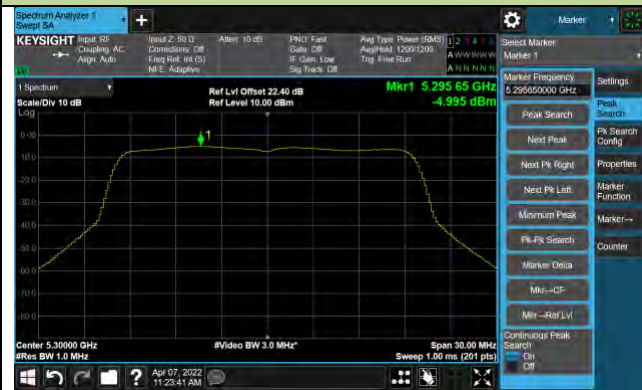 Spectrum Analyzer 1
Swept SA
+
Marker
KEYSIGHT Input: RF
Coupling: AC
Align: Auto
Input Z: 50 Ω
Corrections: Off
Freq Ref: Int (S)
NFE: Adaptive
Atten: 10 dB
PNO: Fast
Gate: Off
IF Gain: Low
Sig Track: Off
Avg Type: Power (RMS)
Avg|Hold: 1200/1200
Trig: Free Run
A W W W W W
A N N N N N
Select Marker
Marker 1
1 Spectrum
Scale/Div 10 dB
Log
Ref Lvl Offset 22.40 dB
Ref Level 10.00 dBm
Mkr1 5.295 65 GHz
-4.995 dBm
Marker Frequency
5.295650000 GHz
Settings
Peak Search
Next Peak
Next Pk Right
Next Pk Left
Minimum Peak
Pk-Pk Search
Marker Delta
Mkr→CF
Mkr→Ref Lvl
Continuous Peak
Search
On
Off
Peak
Search
Pk Search
Config
Properties
Marker
Function
Marker→
Counter
1
0.00
-10.0
-20.0
-30.0
-40.0
-50.0
-60.0
-70.0
-80.0
Center 5.30000 GHz
#Res BW 1.0 MHz
#Video BW 3.0 MHz*
Span 30.00 MHz
Sweep 1.00 ms (201 pts)
?
Apr 07, 2022
11:23:41 AM